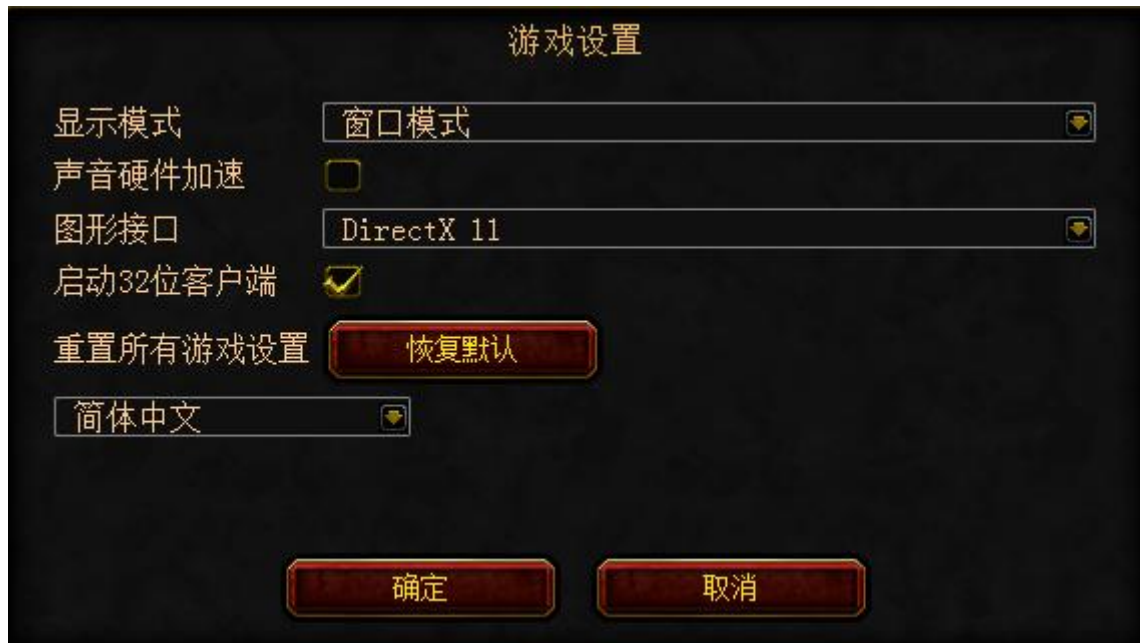 游戏设置
显示模式 窗口模式
声音硬件加速
图形接口 DirectX 11
启动32位客户端
重置所有游戏设置 恢复默认
简体中文
确定 取消